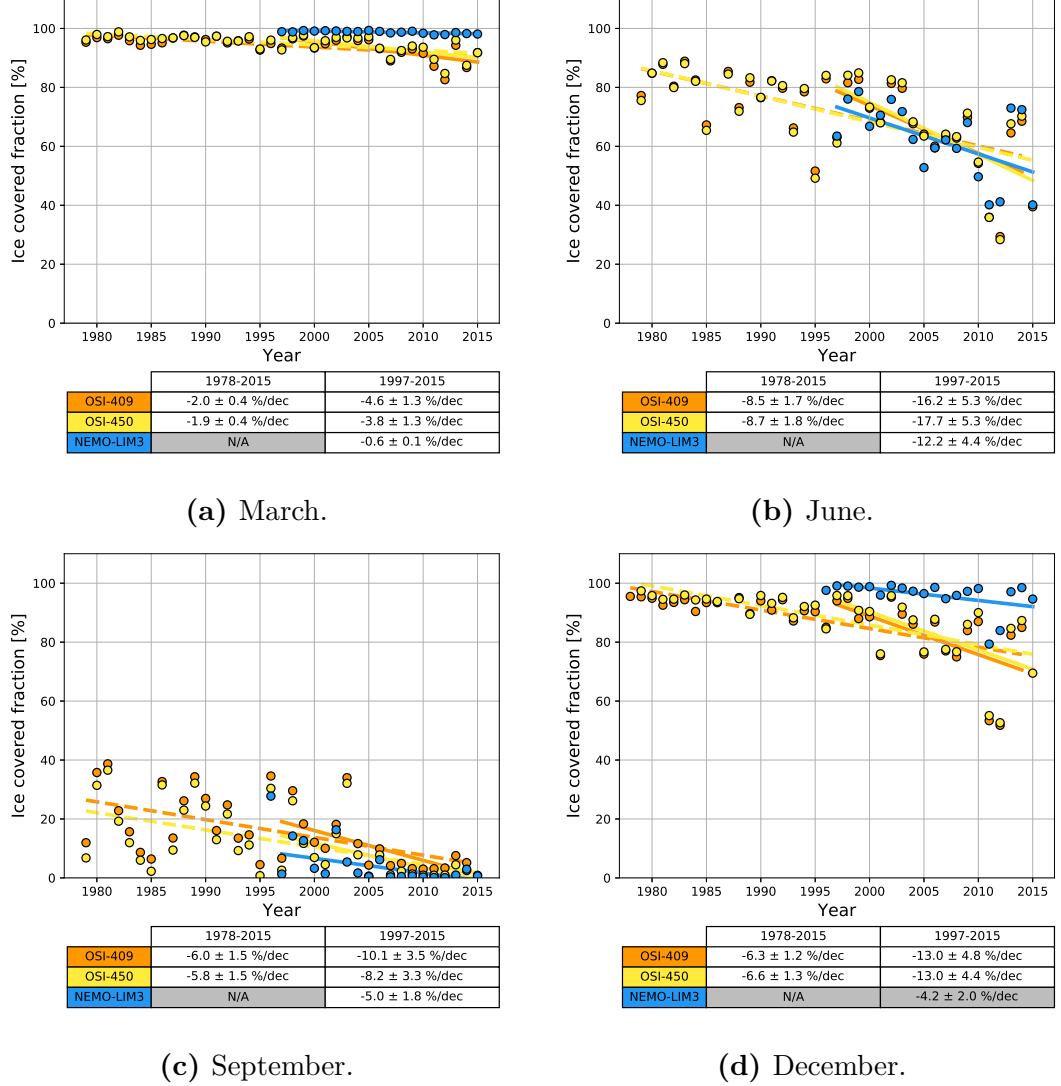 100
80
60
40
20
0
Ice covered fraction [%]
1980 1985 1990 1995 2000 2005 2010 2015
Year
1978-2015 1997-2015
OSI-409 -2.0 ± 0.4 %/dec -4.6 ± 1.3 %/dec
OSI-450 -1.9 ± 0.4 %/dec -3.8 ± 1.3 %/dec
NEMO-LIM3 N/A -0.6 ± 0.1 %/dec
(a) March.
100
80
60
40
20
0
Ice covered fraction [%]
1980 1985 1990 1995 2000 2005 2010 2015
Year
1978-2015 1997-2015
OSI-409 -8.5 ± 1.7 %/dec -16.2 ± 5.3 %/dec
OSI-450 -8.7 ± 1.8 %/dec -17.7 ± 5.3 %/dec
NEMO-LIM3 N/A -12.2 ± 4.4 %/dec
(b) June.
100
80
60
40
20
0
Ice covered fraction [%]
1980 1985 1990 1995 2000 2005 2010 2015
Year
1978-2015 1997-2015
OSI-409 -6.0 ± 1.5 %/dec -10.1 ± 3.5 %/dec
OSI-450 -5.8 ± 1.5 %/dec -8.2 ± 3.3 %/dec
NEMO-LIM3 N/A -5.0 ± 1.8 %/dec
(c) September.
100
80
60
40
20
0
Ice covered fraction [%]
1980 1985 1990 1995 2000 2005 2010 2015
Year
1978-2015 1997-2015
OSI-409 -6.3 ± 1.2 %/dec -13.0 ± 4.8 %/dec
OSI-450 -6.6 ± 1.3 %/dec -13.0 ± 4.4 %/dec
NEMO-LIM3 N/A -4.2 ± 2.0 %/dec
(d) December.